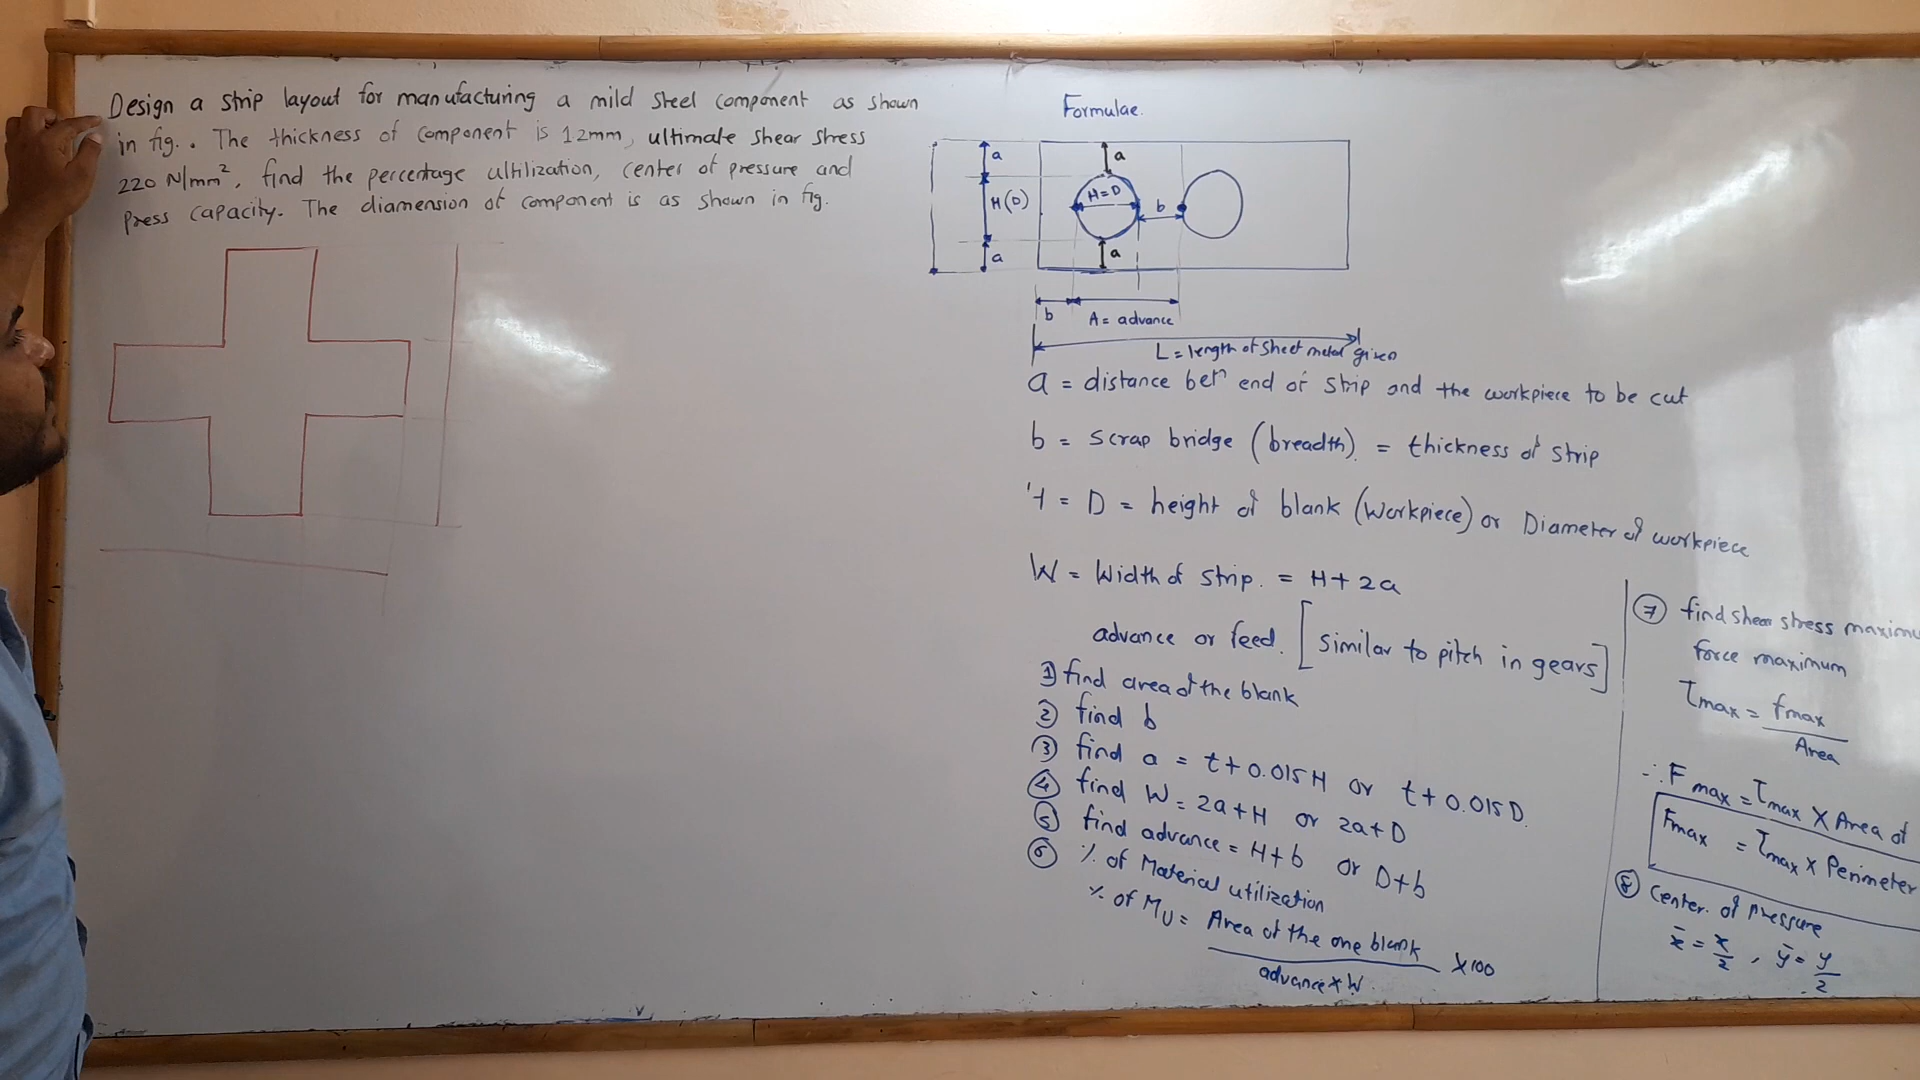 Design a strip layout for manufacturing a mild steel component as shown
in fig. . The thickness of component is 12mm, ultimate shear stress
220 N/mm², find the percentage ultilization, center of pressure and
press capacity. The diamension of component is as shown in fig.
Formulae.
a
a
H(D)
H=D
b
a
a
b
A= advance
L = length of sheet metal given
a = distance betn end of strip and the workpiece to be cut
b = scrap bridge (breadth). = thickness of strip
H = D = height of blank (workpiece) or Diameter of workpiece
W = Width of strip. = H+2a
advance or feed. [similar to pitch in gears]
① find area of the blank
② find b
③ find a = t+0.015H or t+0.015D.
④ find W = 2a+H or 2a+D
⑤ find advance = H+b or D+b
⑥ % of Material utilization
% of MU = Area of the one blank / advance x W. x100
⑦ find shear stress maximu
force maximum
τmax = fmax / Area
∴ Fmax = τmax x Area of
Fmax = τmax x Perimeter
⑧ Center. of pressure
x̄ = x/2 , ȳ = y/2